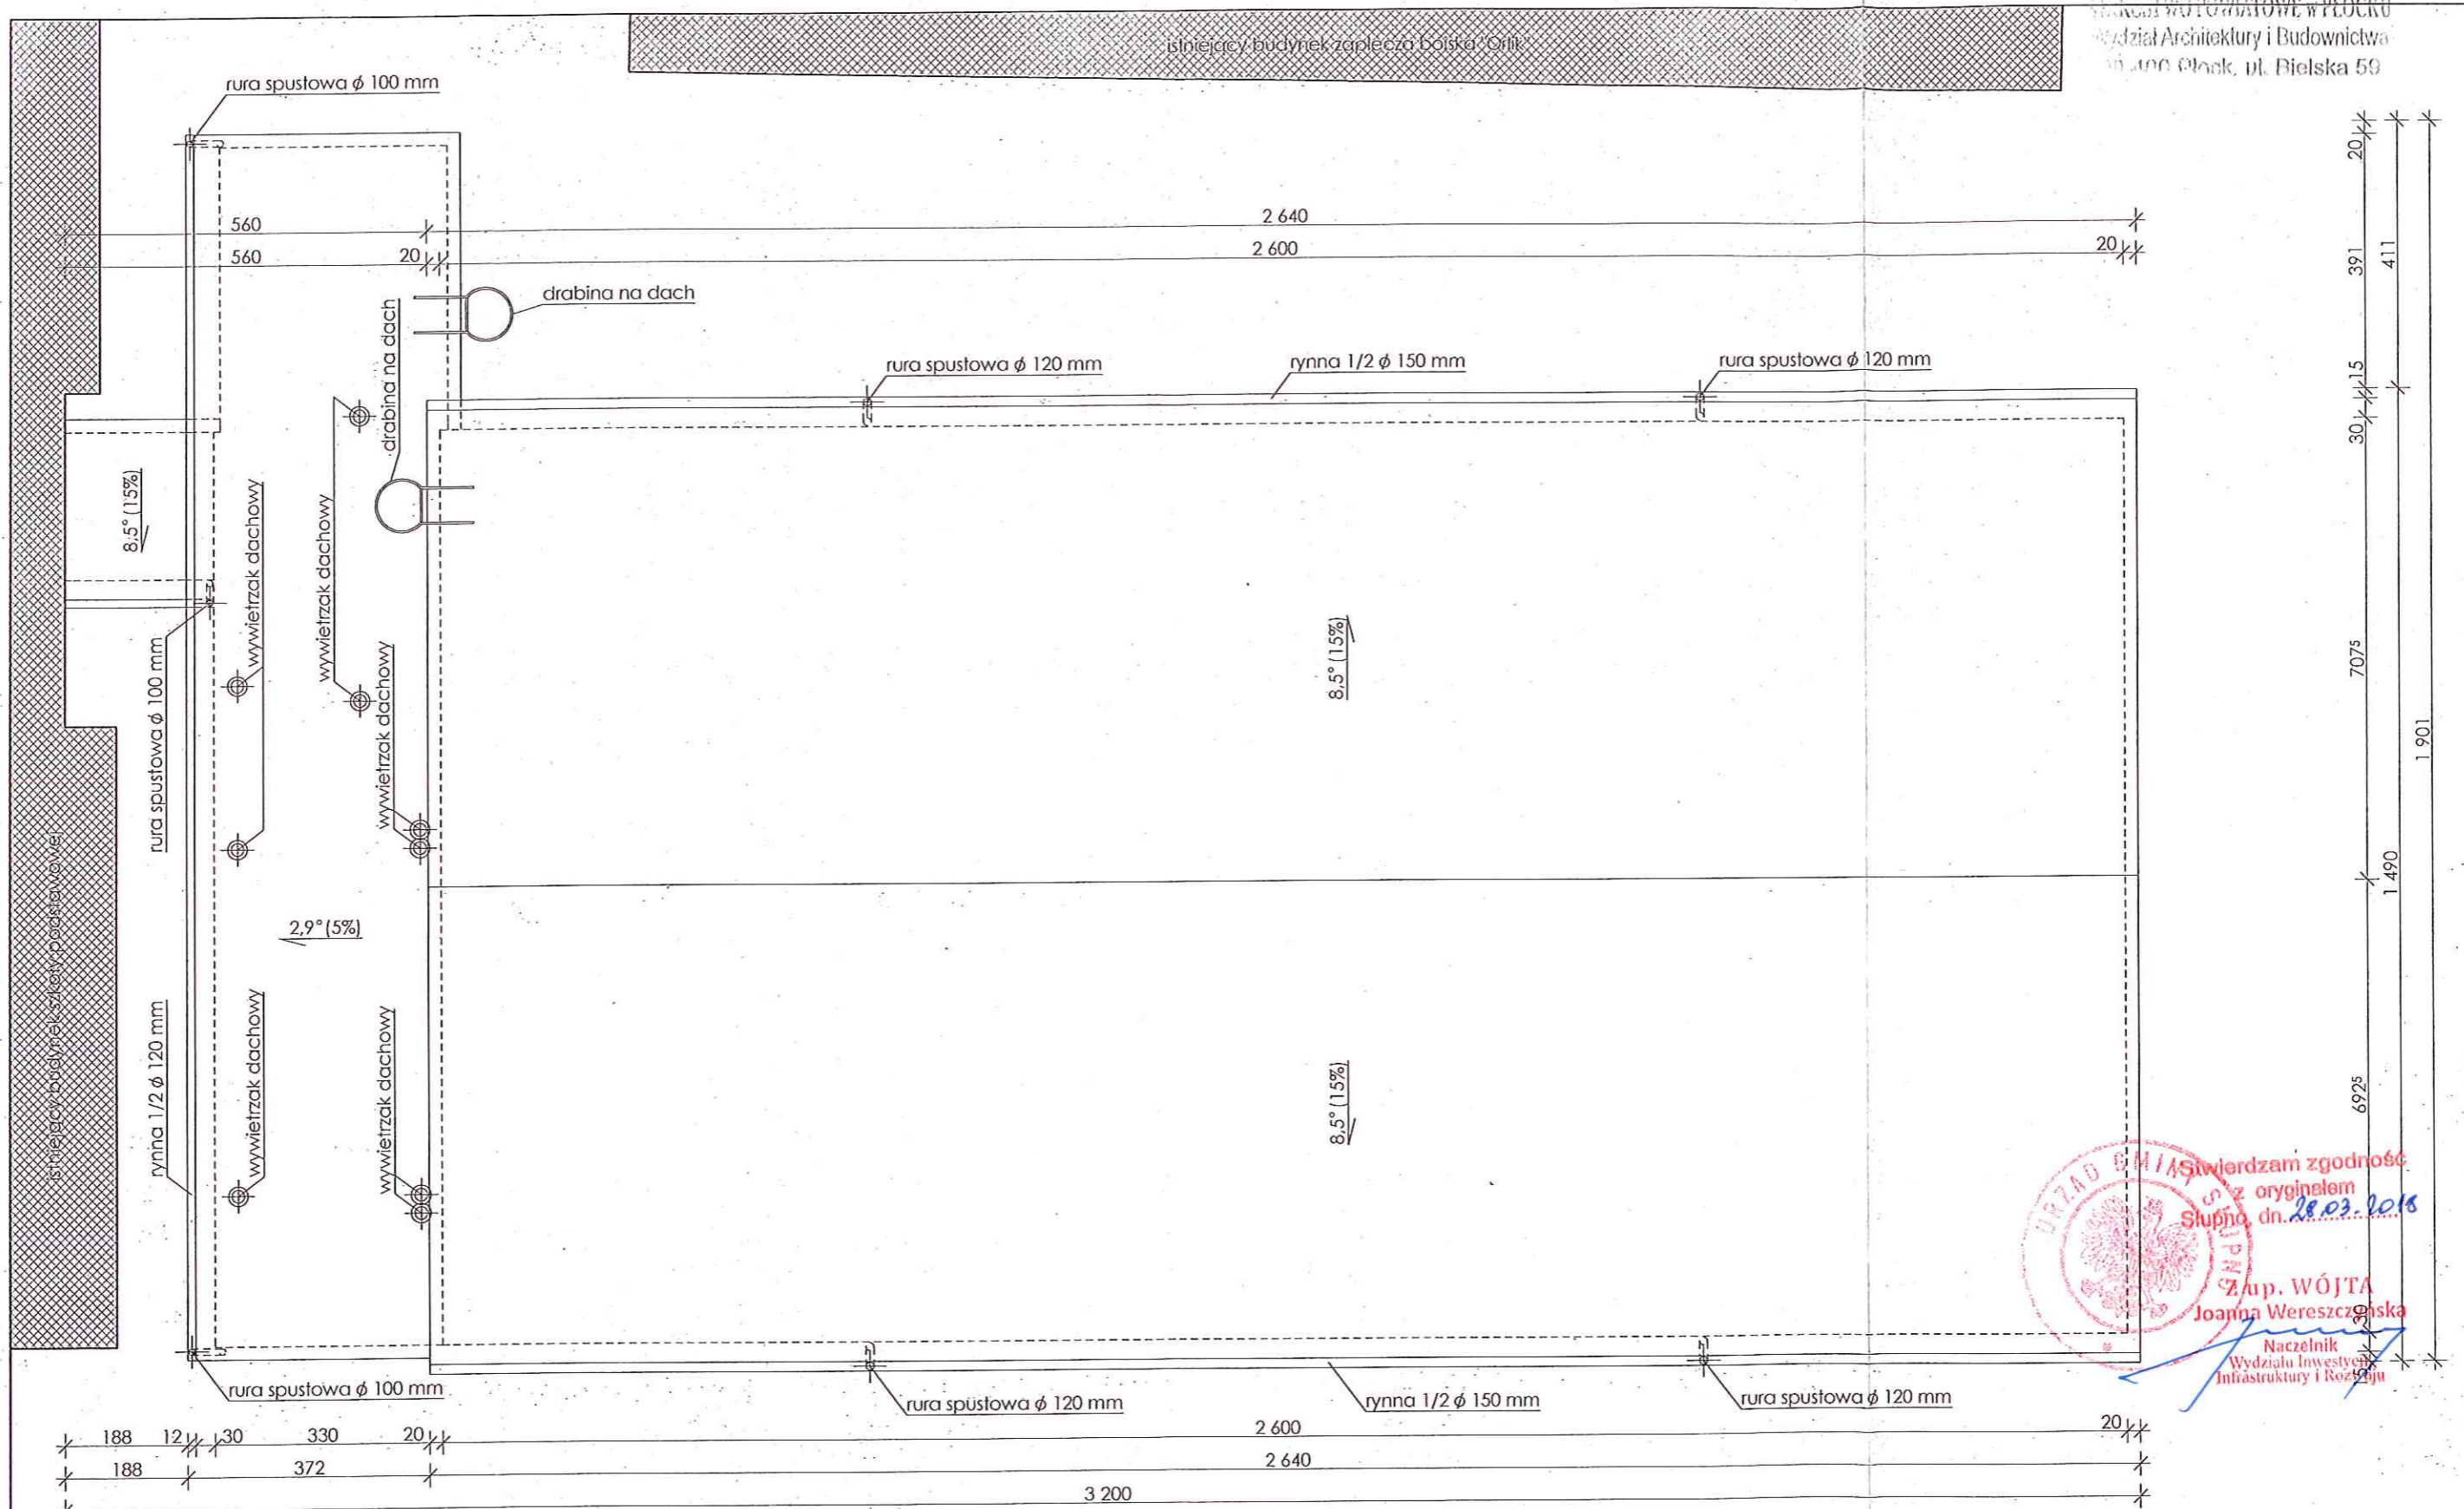 istniejący budynek zaplecza boiska "Orlik"
Wydział Architektury i Budownictwa
Płock, ul. Bielska 59
rura spustowa ϕ 100 mm
560
2 640
560
20
2 600
20
drabina na dach
drabina na dach
rura spustowa ϕ 120 mm
rynna 1/2 ϕ 150 mm
rura spustowa ϕ 120 mm
8,5° (15%)
wywietrzak dachowy
wywietrzak dachowy
wywietrzak dachowy
rura spustowa ϕ 100 mm
8,5° (15%)
istniejący budynek szkoły podstawowej
2,9° (5%)
rynna 1/2 ϕ 120 mm
wywietrzak dachowy
wywietrzak dachowy
8,5° (15%)
20
391
411
15
30
7075
1 901
1 490
6925
30
URZĄD GMINY SŁUPNO
Stwierdzam zgodność
z oryginałem
Słupno, dn. 28.03.2018
Z up. WÓJTA
Joanna Wereszczyńska
Naczelnik
Wydziału Inwestycji
Infrastruktury i Rozwoju
rura spustowa ϕ 100 mm
rura spustowa ϕ 120 mm
rynna 1/2 ϕ 150 mm
rura spustowa ϕ 120 mm
188
12
30
330
20
2 600
20
188
372
2 640
3 200